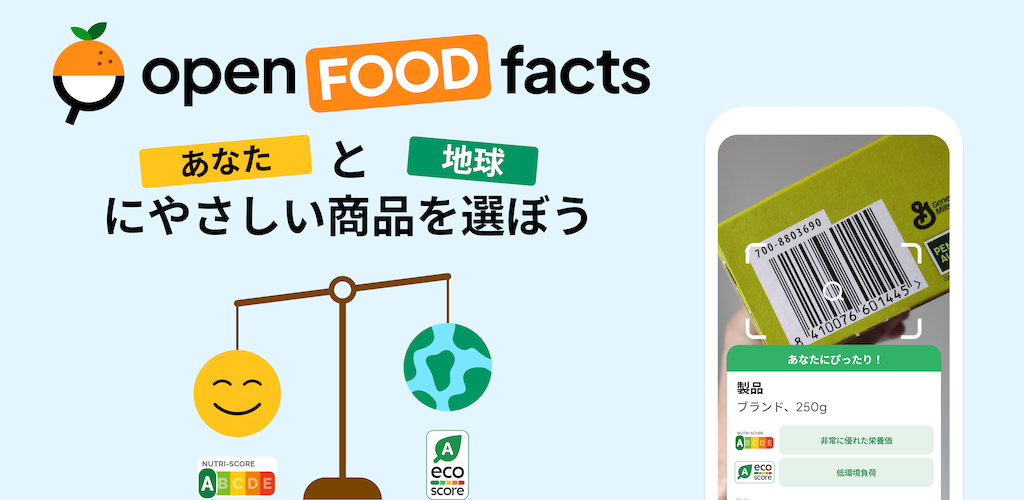 open FOOD facts
あなた と 地球
にやさしい商品を選ぼう
NUTRI-SCORE
ABCDE
A
eco
score
700-8803690
8 410076 601445 >
あなたにぴったり！
製品
ブランド、250g
NUTRI-SCORE
ABCDE
非常に優れた栄養価
A
eco
score
低環境負荷